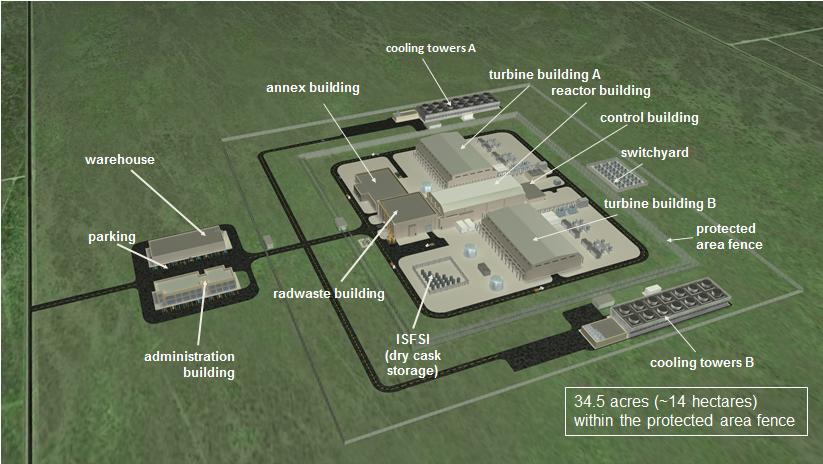 cooling towers A
turbine building A
annex building
reactor building
control building
warehouse
switchyard
turbine building B
parking
protected
area fence
radwaste building
ISFSI
(dry cask
storage)
administration
building
cooling towers B
34.5 acres (~14 hectares)
within the protected area fence